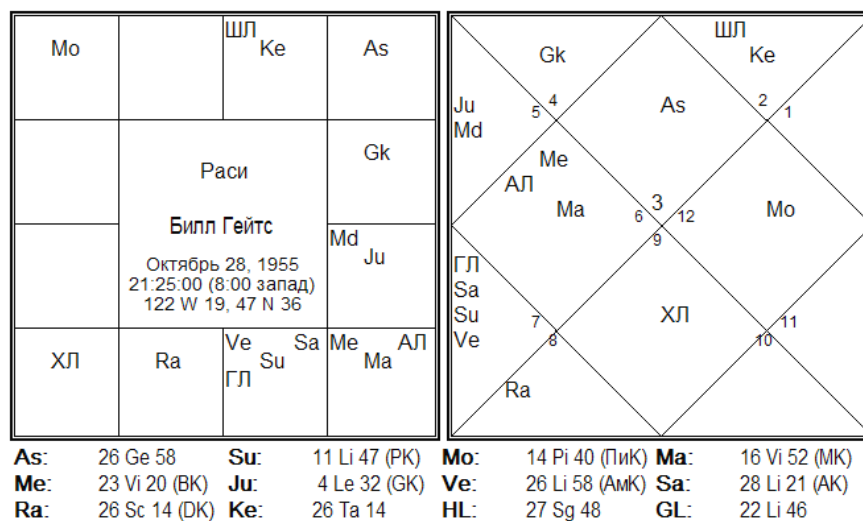 Mo
ШЛ
Ke
As
Раси
Gk
Билл Гейтс
Октябрь 28, 1955
21:25:00 (8:00 запад)
122 W 19, 47 N 36
Md
Ju
ХЛ
Ra
Ve Sa
Su
ГЛ
Me АЛ
Ma
Gk
ШЛ
Ke
Ju
Md
5 4
As
2 1
Me
АЛ
Ma
3
6 12
9
Mo
ГЛ
Sa
Su
Ve
7
8
ХЛ
11
10
Ra
As: 26 Ge 58 Su: 11 Li 47 (PK) Mo: 14 Pi 40 (ПиК) Ma: 16 Vi 52 (MK)
Me: 23 Vi 20 (BK) Ju: 4 Le 32 (GK) Ve: 26 Li 58 (АмК) Sa: 28 Li 21 (AK)
Ra: 26 Sc 14 (DK) Ke: 26 Ta 14 HL: 27 Sg 48 GL: 22 Li 46